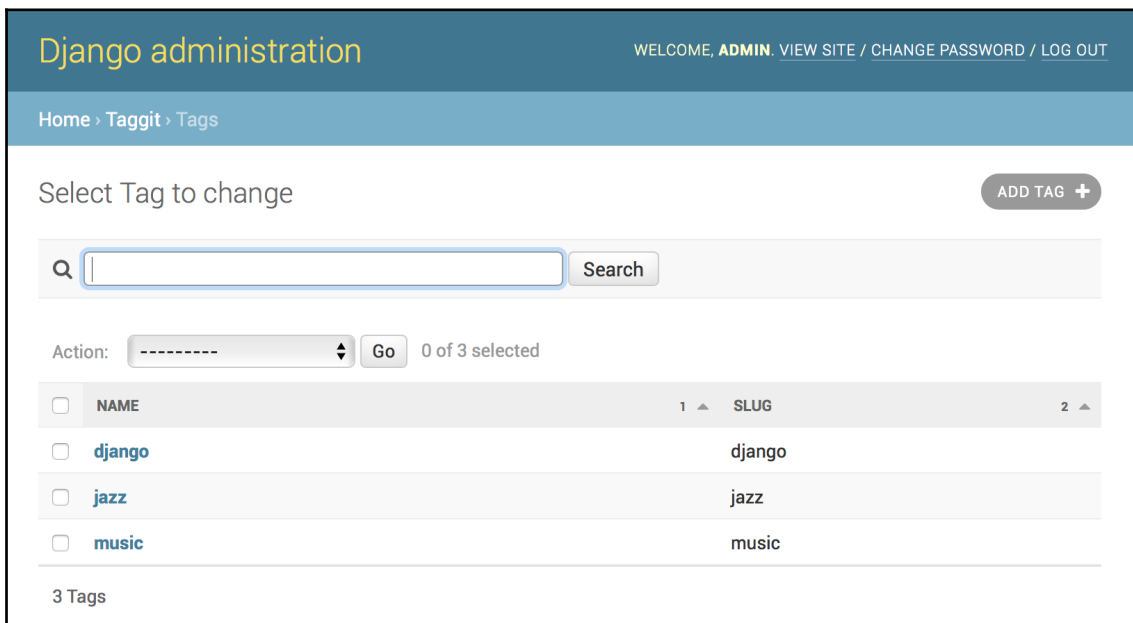 Django administration
WELCOME, ADMIN. VIEW SITE / CHANGE PASSWORD / LOG OUT
Home › Taggit › Tags
Select Tag to change
ADD TAG +
Search
Action: --------- Go 0 of 3 selected
NAME 1 SLUG 2
django django
jazz jazz
music music
3 Tags